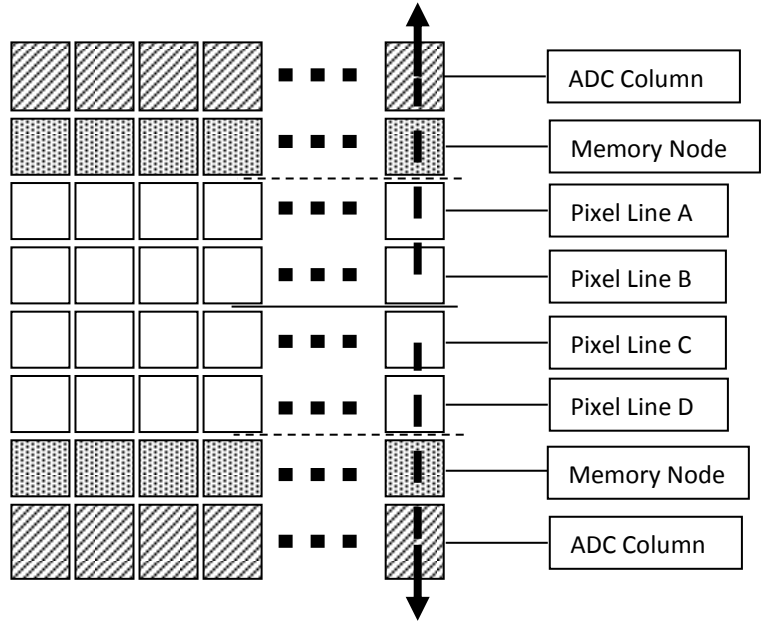 ADC Column
Memory Node
Pixel Line A
Pixel Line B
Pixel Line C
Pixel Line D
Memory Node
ADC Column